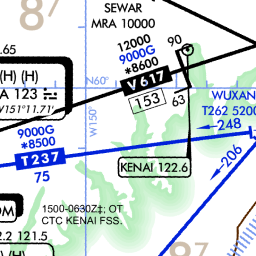 SEWAR
MRA 10000
.65
12000
9000G
*8600
90
V617
153
63
(H) (H)
A 123
W151°11.71'
N60°
W150°
WUXAN
T262 5200
248
9000G
*8500
T237
75
KENAI 122.6
206
1500-0630Z‡; OT
CTC KENAI FSS.
OM
2.2 121.5
87
8